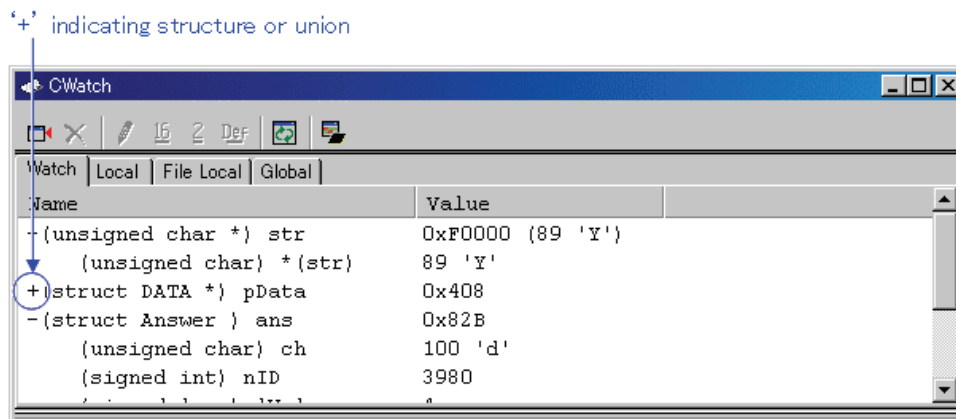 ‘+’ indicating structure or union
CWatch
16 2 Def
Watch Local File Local Global
Name Value
-(unsigned char *) str 0xF0000 (89 'Y')
(unsigned char) *(str) 89 'Y'
+(struct DATA *) pData 0x408
-(struct Answer ) ans 0x82B
(unsigned char) ch 100 'd'
(signed int) nID 3980